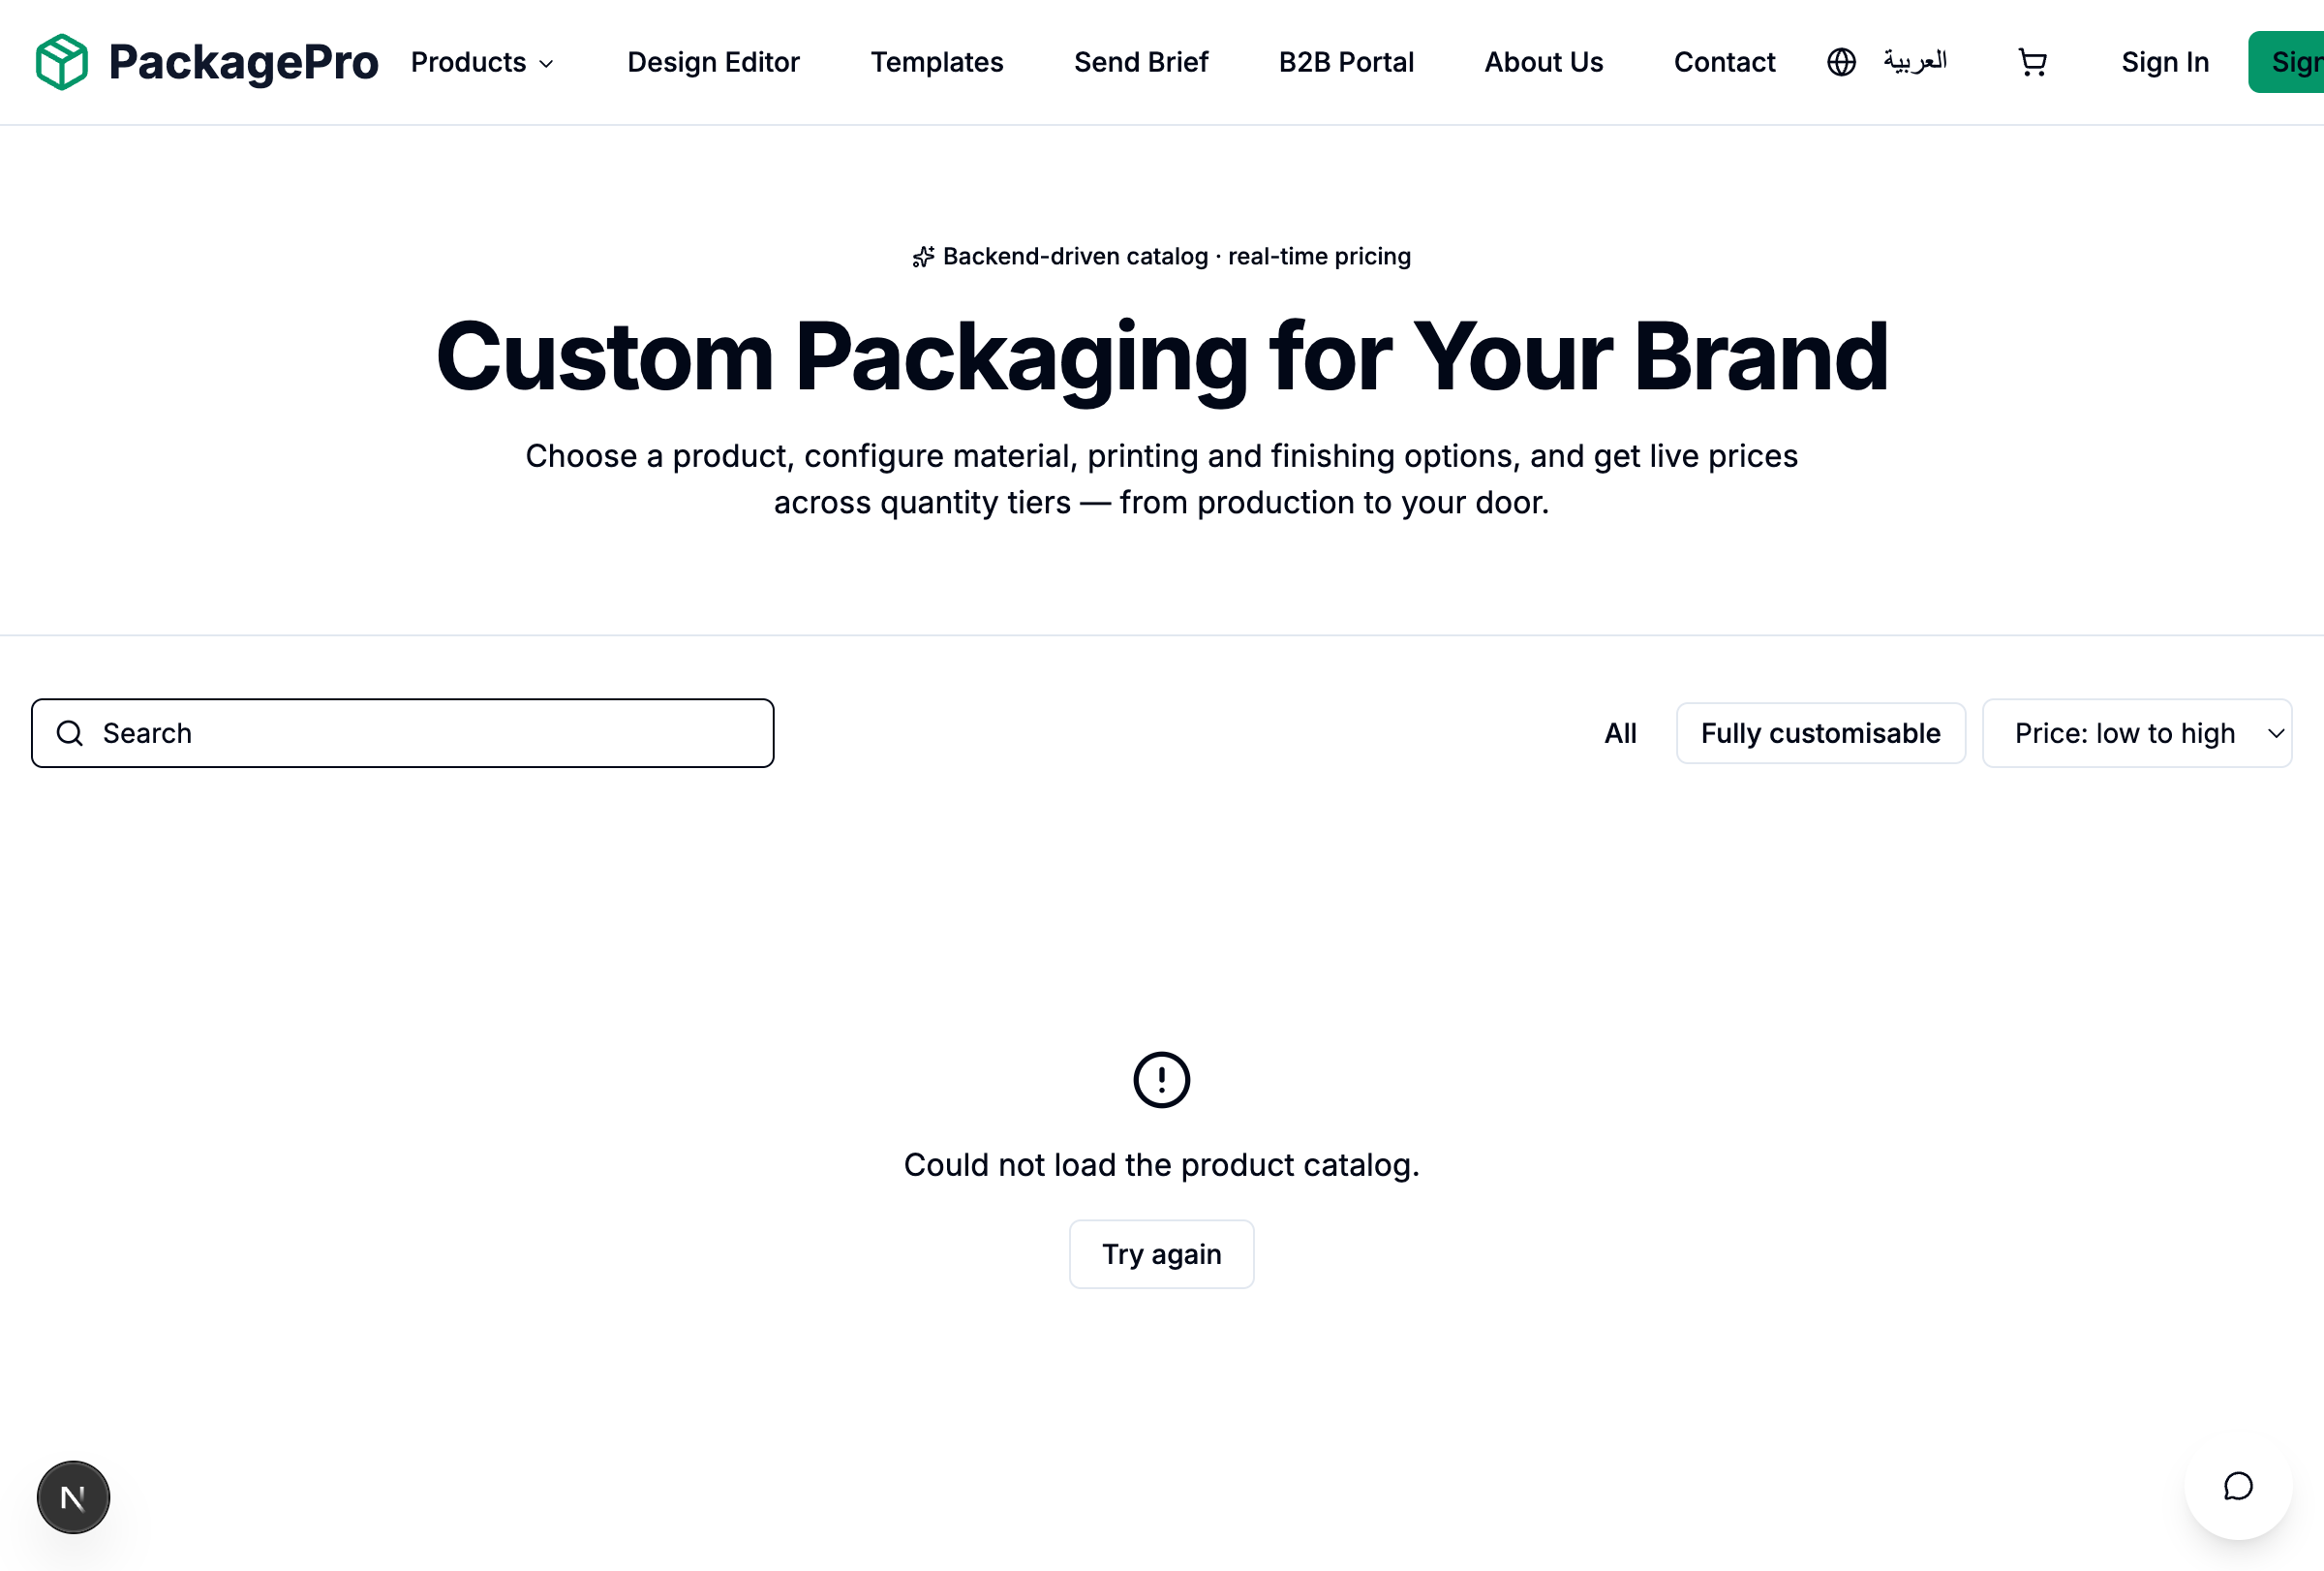 PackagePro
Products
Design Editor
Templates
Send Brief
B2B Portal
About Us
Contact
العربية
Sign In
Sign
Backend-driven catalog · real-time pricing
Custom Packaging for Your Brand
Choose a product, configure material, printing and finishing options, and get live prices
across quantity tiers — from production to your door.
Search
All
Fully customisable
Price: low to high
Could not load the product catalog.
Try again
N